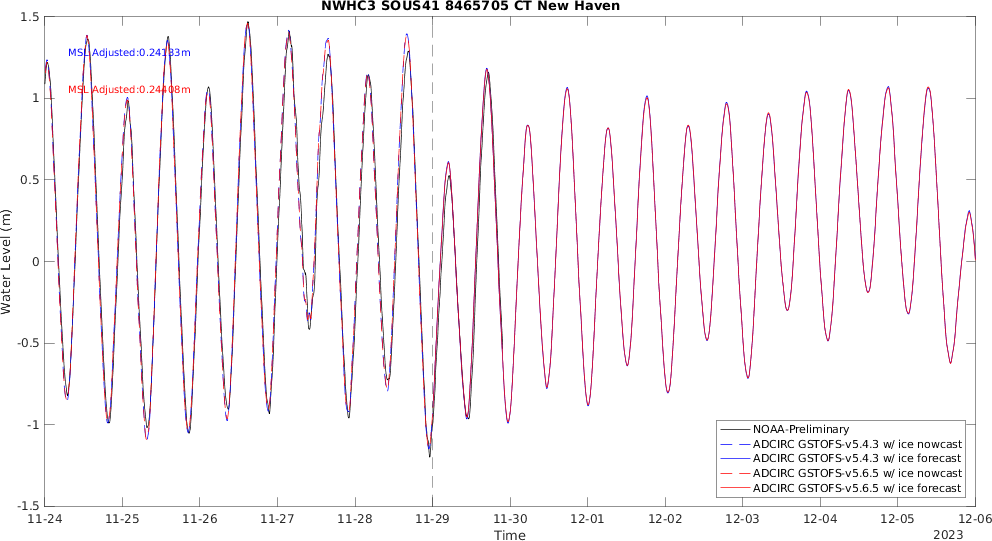 NWHC3 SOUS41 8465705 CT New Haven
1.5
1
0.5
0
-0.5
-1
-1.5
Water Level (m)
MSL Adjusted:0.24133m
MSL Adjusted:0.24408m
NOAA-Preliminary
ADCIRC GSTOFS-v5.4.3 w/ ice nowcast
ADCIRC GSTOFS-v5.4.3 w/ ice forecast
ADCIRC GSTOFS-v5.6.5 w/ ice nowcast
ADCIRC GSTOFS-v5.6.5 w/ ice forecast
11-24 11-25 11-26 11-27 11-28 11-29 11-30 12-01 12-02 12-03 12-04 12-05 12-06
Time
2023